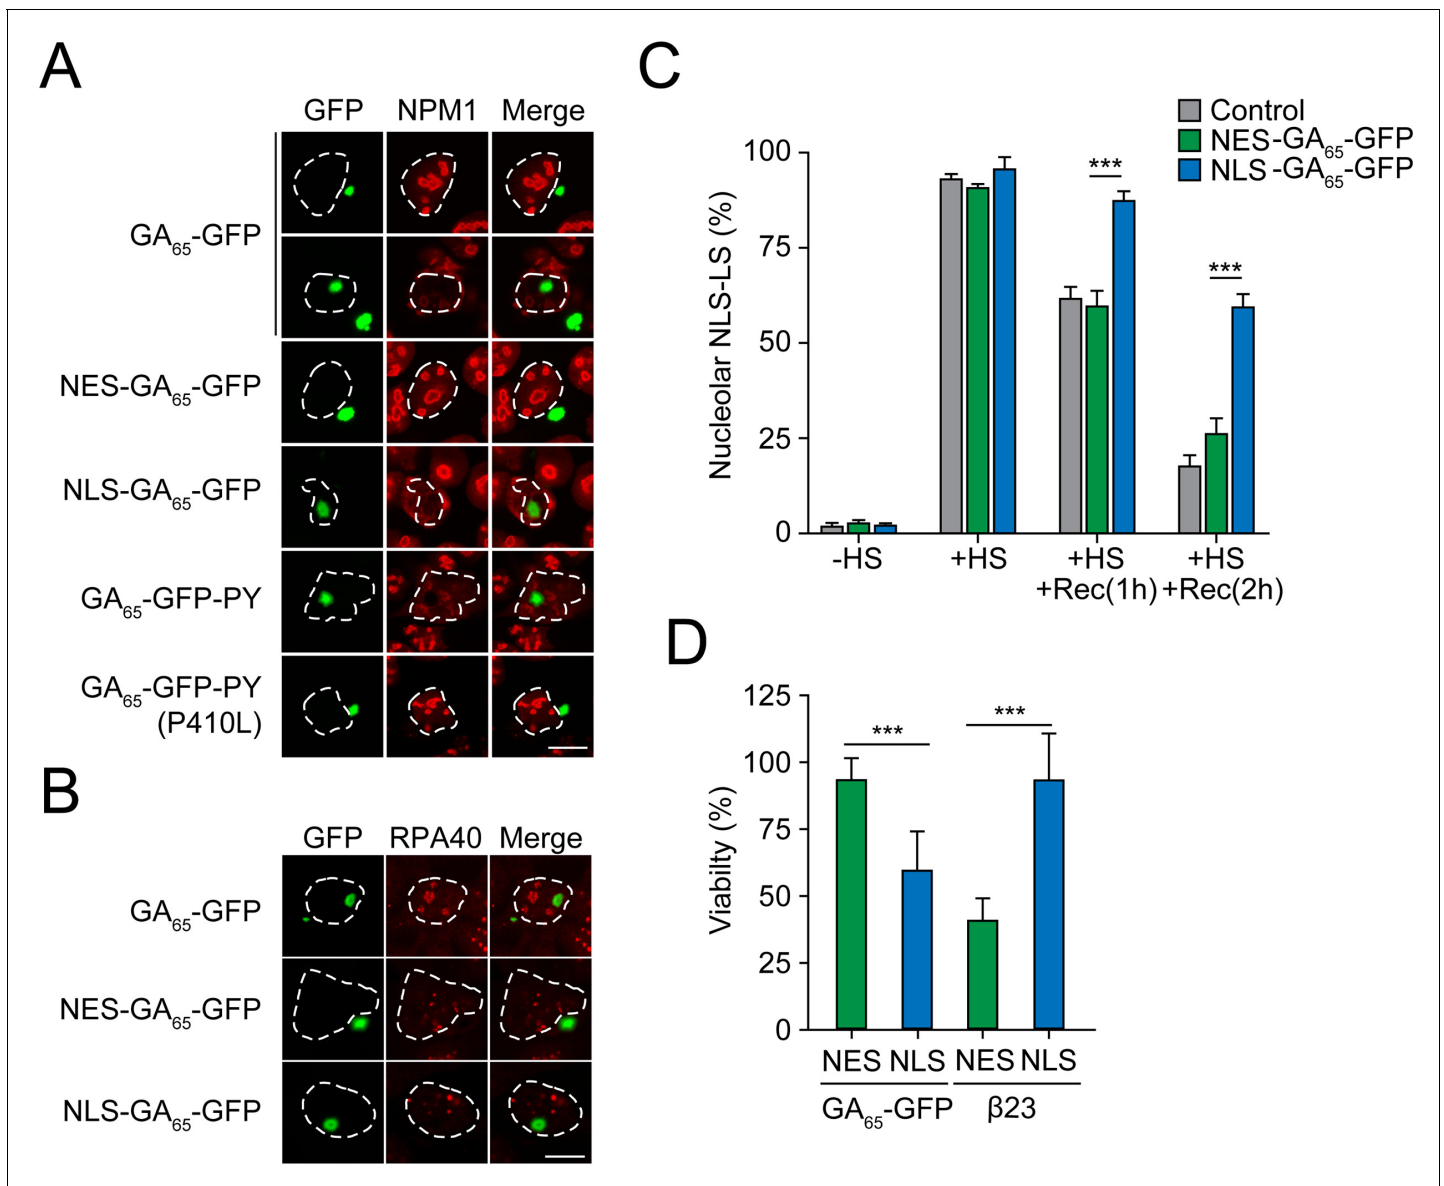 A
GFP NPM1 Merge
GA65-GFP
NES-GA65-GFP
NLS-GA65-GFP
GA65-GFP-PY
GA65-GFP-PY
(P410L)
B
GFP RPA40 Merge
GA65-GFP
NES-GA65-GFP
NLS-GA65-GFP
C
Control
NES-GA65-GFP
NLS-GA65-GFP
Nucleolar NLS-LS (%)
100
75
50
25
0
***
***
-HS +HS +HS +HS
+Rec(1h) +Rec(2h)
D
Viabilty (%)
125
100
75
50
25
0
***
***
NES NLS NES NLS
GA65-GFP β23